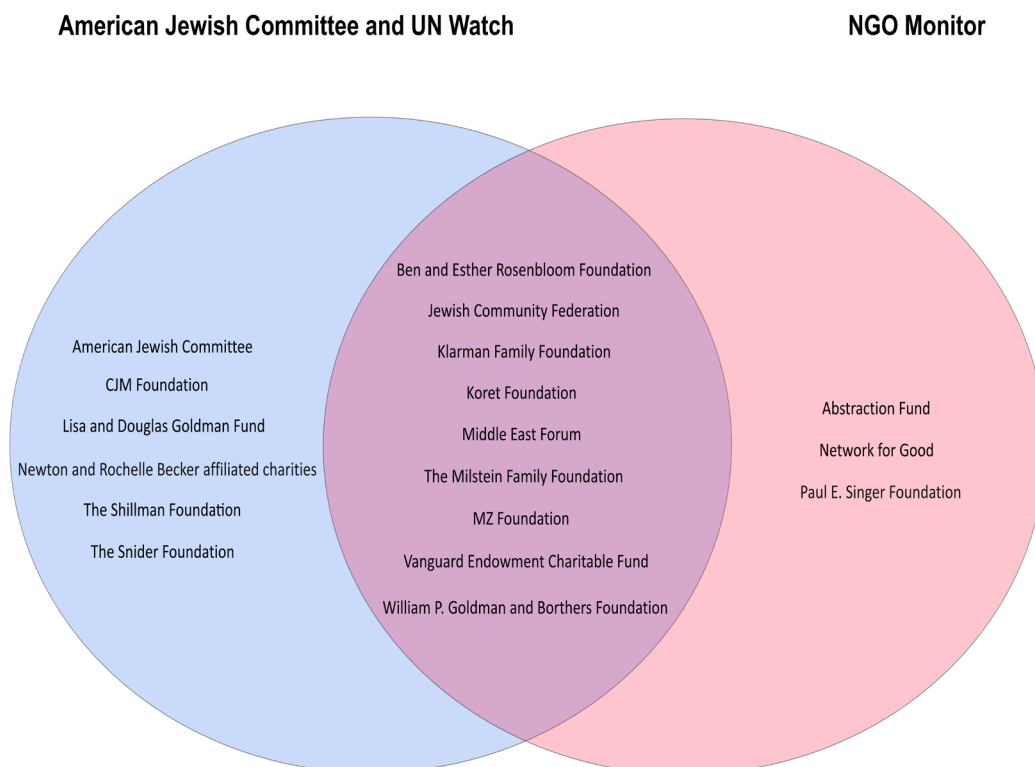 American Jewish Committee and UN Watch
NGO Monitor
American Jewish Committee
CJM Foundation
Lisa and Douglas Goldman Fund
Newton and Rochelle Becker affiliated charities
The Shillman Foundation
The Snider Foundation
Ben and Esther Rosenbloom Foundation
Jewish Community Federation
Klarman Family Foundation
Koret Foundation
Middle East Forum
The Milstein Family Foundation
MZ Foundation
Vanguard Endowment Charitable Fund
William P. Goldman and Borthers Foundation
Abstraction Fund
Network for Good
Paul E. Singer Foundation